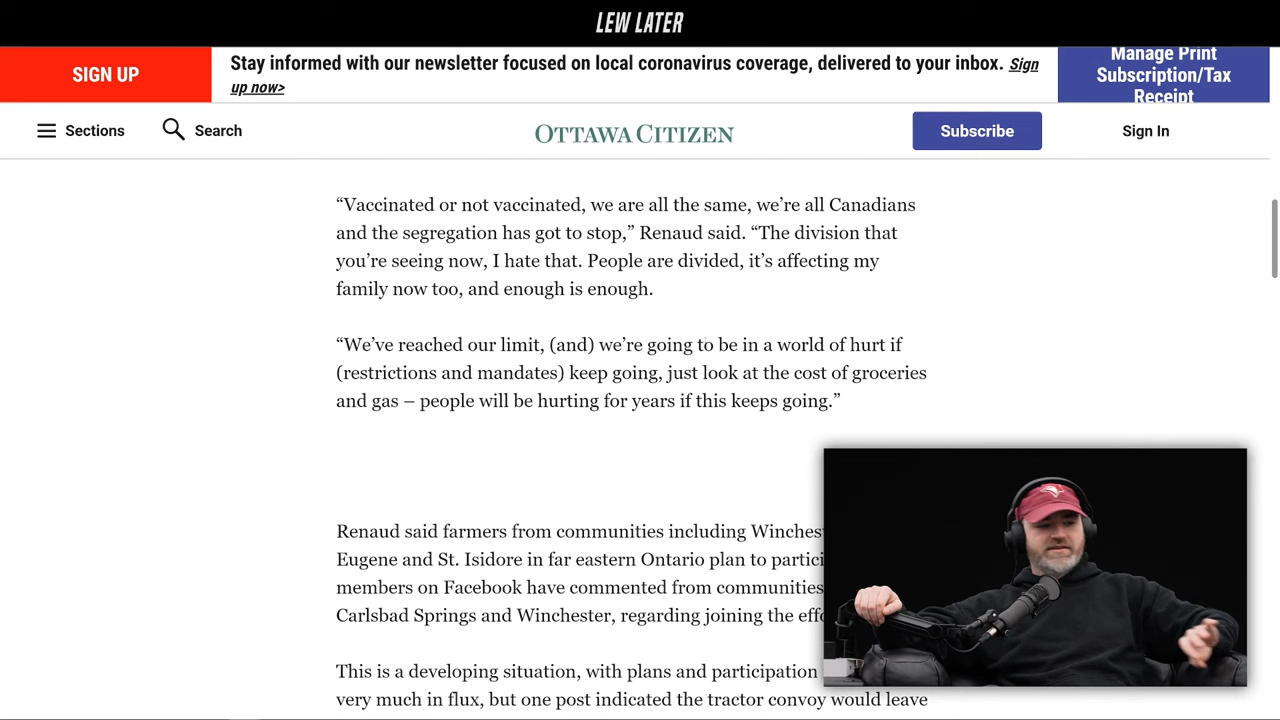 LEW LATER
SIGN UP
Stay informed with our newsletter focused on local coronavirus coverage, delivered to your inbox. Sign
up now>
Manage Print
Subscription/Tax
Receipt
Sections
Search
OTTAWA CITIZEN
Subscribe
Sign In
“Vaccinated or not vaccinated, we are all the same, we’re all Canadians
and the segregation has got to stop,” Renaud said. “The division that
you’re seeing now, I hate that. People are divided, it’s affecting my
family now too, and enough is enough.
“We’ve reached our limit, (and) we’re going to be in a world of hurt if
(restrictions and mandates) keep going, just look at the cost of groceries
and gas – people will be hurting for years if this keeps going.”
Renaud said farmers from communities including
Eugene and St. Isidore in far eastern Ontario plan to
members on Facebook have commented from communities
Carlsbad Springs and Winchester, regarding joining the
This is a developing situation, with plans and participation
very much in flux, but one post indicated the tractor convoy would leave